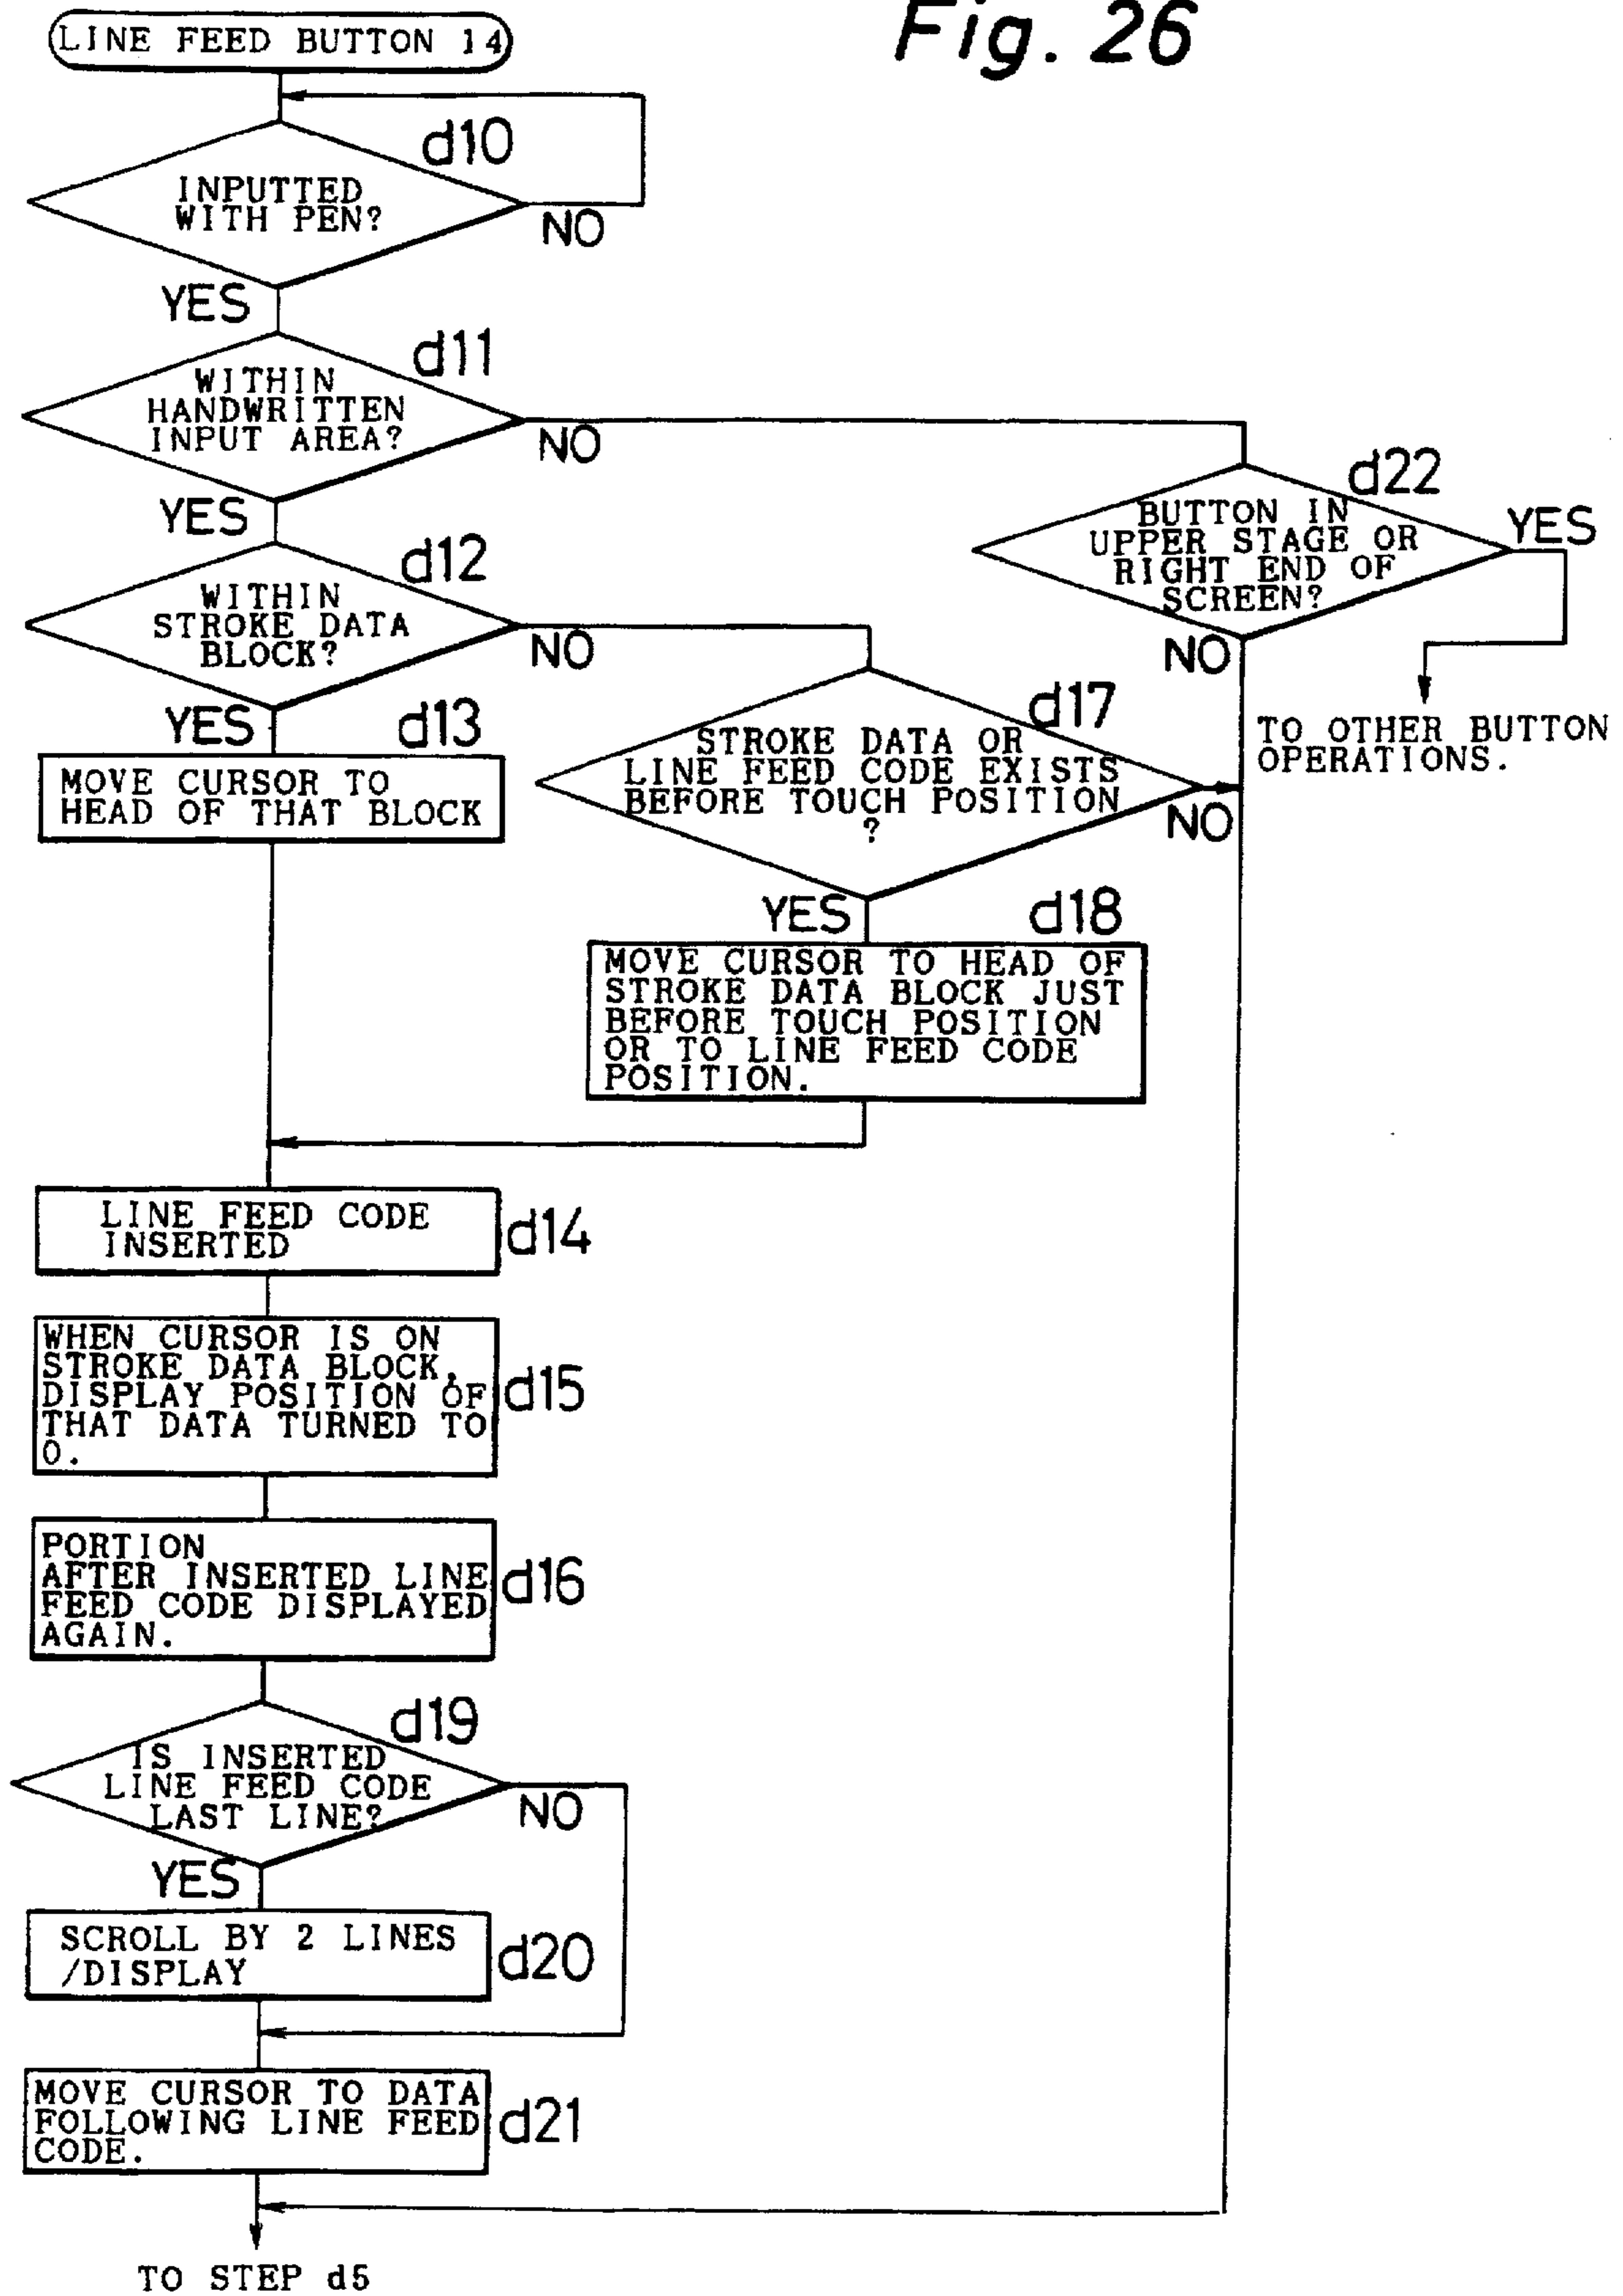 Fig. 26
LINE FEED BUTTON 14
d10
INPUTTED
WITH PEN?
NO
YES
d11
WITHIN
HANDWRITTEN
INPUT AREA?
NO
YES
d22
BUTTON IN
UPPER STAGE OR
RIGHT END OF
SCREEN?
YES
NO
TO OTHER BUTTON
OPERATIONS.
d12
WITHIN
STROKE DATA
BLOCK?
NO
YES
d13
MOVE CURSOR TO
HEAD OF THAT BLOCK
d17
STROKE DATA OR
LINE FEED CODE EXISTS
BEFORE TOUCH POSITION
?
NO
YES
d18
MOVE CURSOR TO HEAD OF
STROKE DATA BLOCK JUST
BEFORE TOUCH POSITION
OR TO LINE FEED CODE
POSITION.
LINE FEED CODE
INSERTED
d14
WHEN CURSOR IS ON
STROKE DATA BLOCK,
DISPLAY POSITION OF
THAT DATA TURNED TO
0.
d15
PORTION
AFTER INSERTED LINE
FEED CODE DISPLAYED
AGAIN.
d16
d19
IS INSERTED
LINE FEED CODE
LAST LINE?
NO
YES
SCROLL BY 2 LINES
/DISPLAY
d20
MOVE CURSOR TO DATA
FOLLOWING LINE FEED
CODE.
d21
TO STEP d5